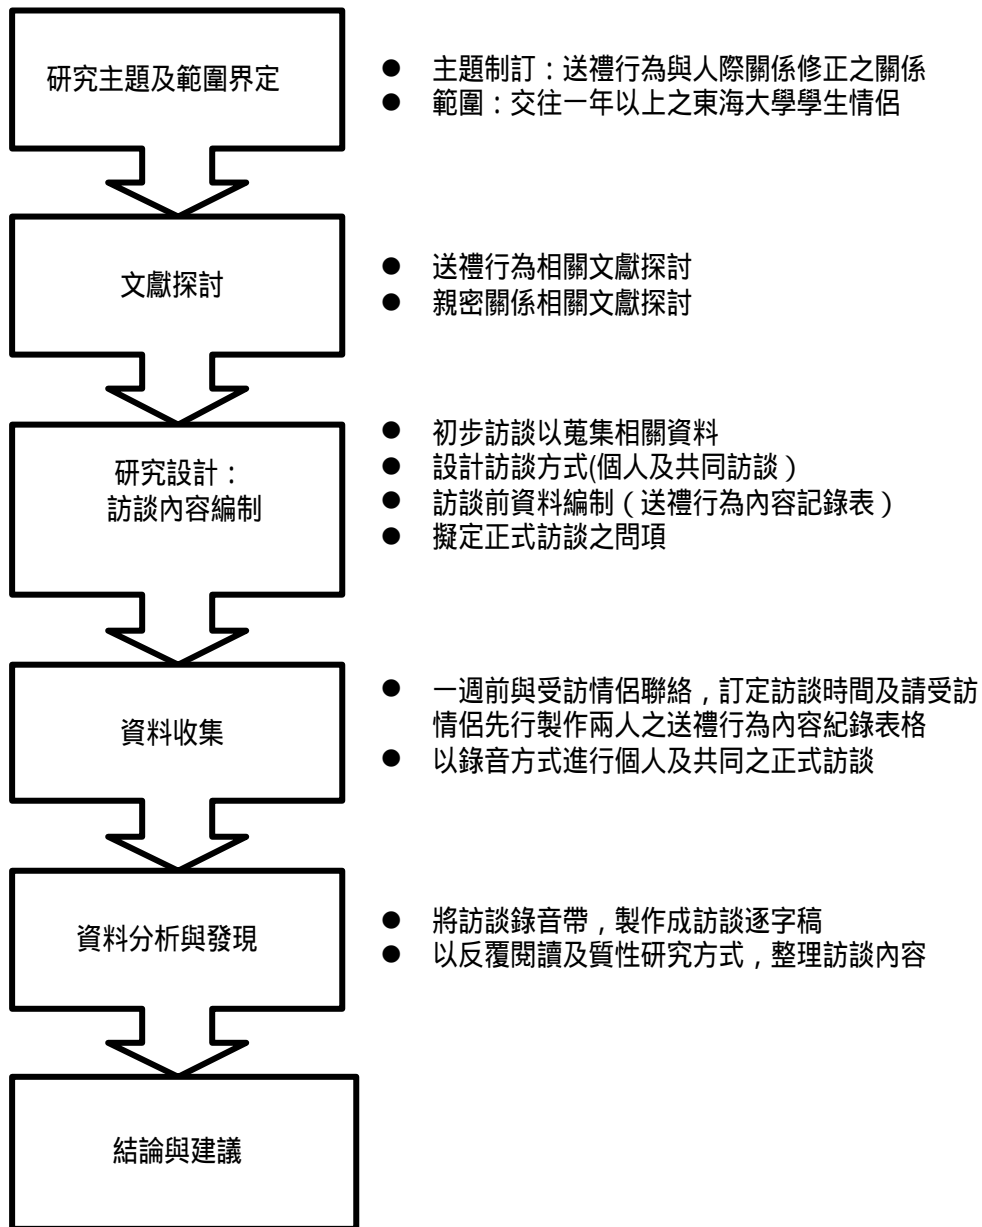 研究主題及範圍界定
● 主題制訂：送禮行為與人際關係修正之關係
● 範圍：交往一年以上之東海大學學生情侶
文獻探討
● 送禮行為相關文獻探討
● 親密關係相關文獻探討
研究設計：
訪談內容編制
● 初步訪談以蒐集相關資料
● 設計訪談方式(個人及共同訪談）
● 訪談前資料編制（送禮行為內容記錄表）
● 擬定正式訪談之問項
資料收集
● 一週前與受訪情侶聯絡，訂定訪談時間及請受訪
情侶先行製作兩人之送禮行為內容紀錄表格
● 以錄音方式進行個人及共同之正式訪談
資料分析與發現
● 將訪談錄音帶，製作成訪談逐字稿
● 以反覆閱讀及質性研究方式，整理訪談內容
結論與建議